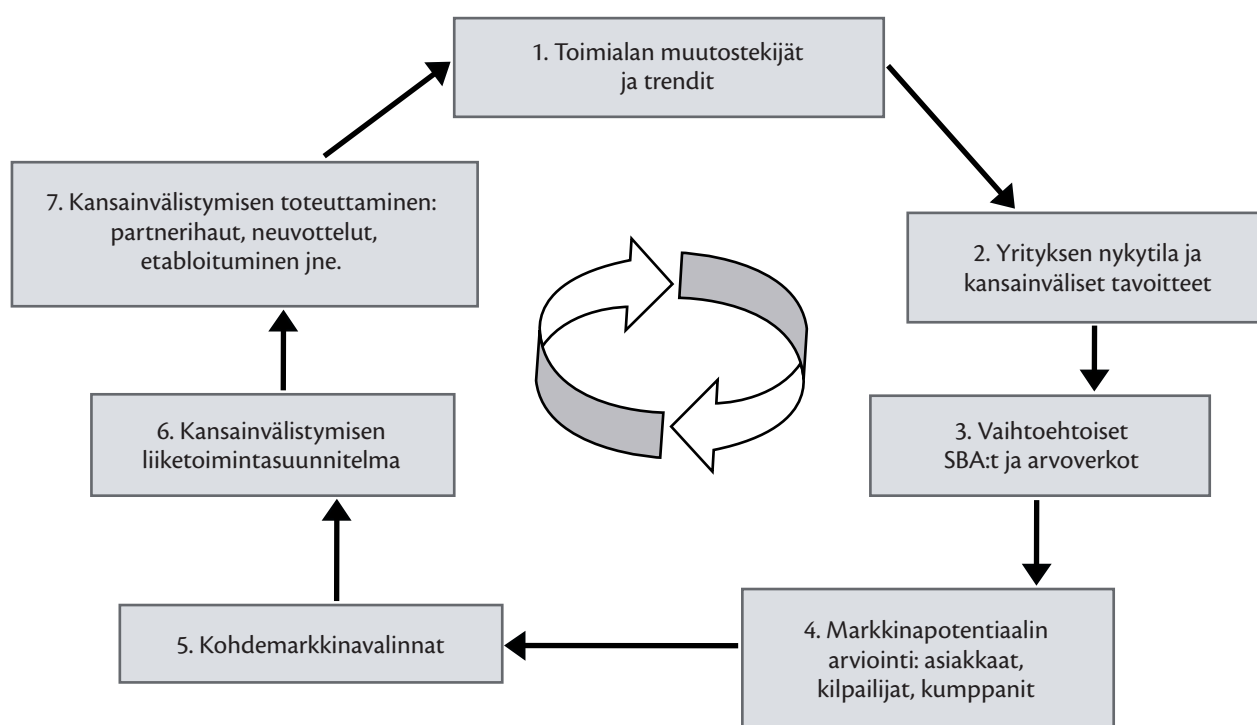 1. Toimialan muutostekijät
ja trendit
2. Yrityksen nykytila ja
kansainväliset tavoitteet
3. Vaihtoehtoiset
SBA:t ja arvoverkot
4. Markkinapotentiaalin
arviointi: asiakkaat,
kilpailijat, kumppanit
5. Kohdemarkkinavalinnat
6. Kansainvälistymisen
liiketoimintasuunnitelma
7. Kansainvälistymisen toteuttaminen:
partnerihaut, neuvottelut,
etabloituminen jne.